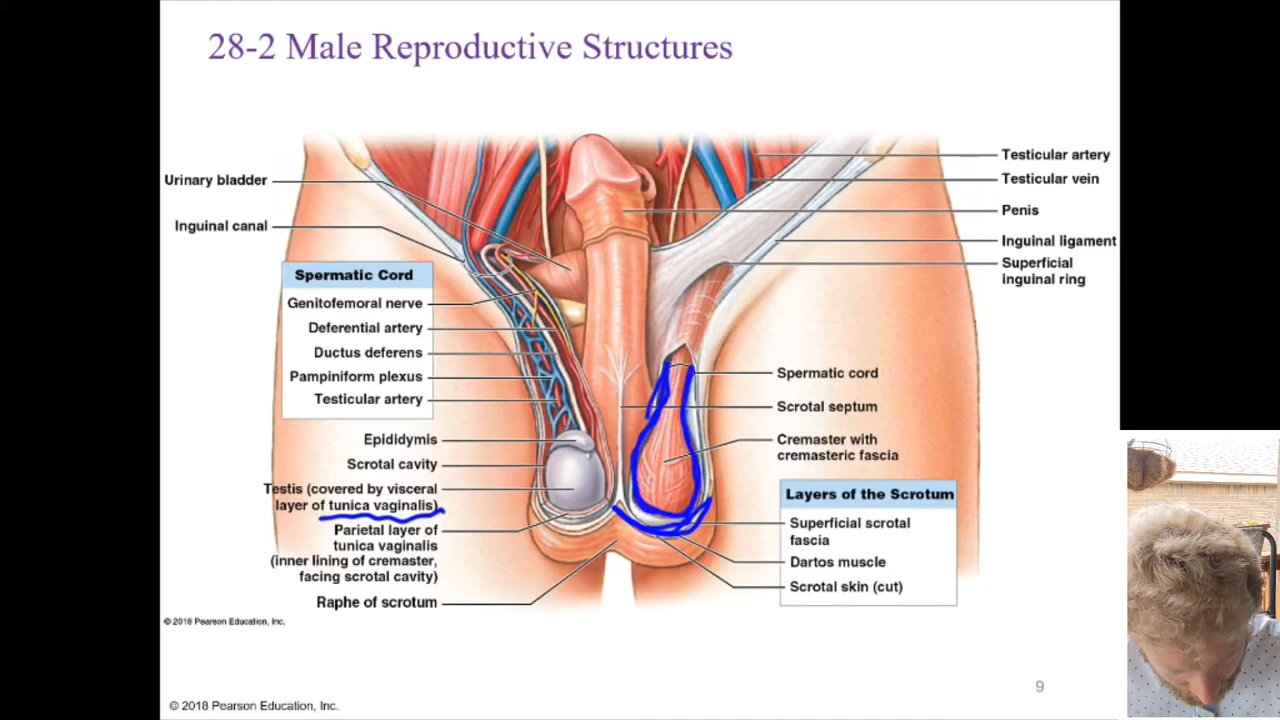 28-2 Male Reproductive Structures
Urinary bladder
Inguinal canal
Spermatic Cord
Genitofemoral nerve
Deferential artery
Ductus deferens
Pampiniform plexus
Testicular artery
Epididymis
Scrotal cavity
Testis (covered by visceral
layer of tunica vaginalis)
Parietal layer of
tunica vaginalis
(inner lining of cremaster,
facing scrotal cavity)
Raphe of scrotum
Testicular artery
Testicular vein
Penis
Inguinal ligament
Superficial
inguinal ring
Spermatic cord
Scrotal septum
Cremaster with
cremasteric fascia
Layers of the Scrotum
Superficial scrotal
fascia
Dartos muscle
Scrotal skin (cut)
© 2018 Pearson Education, Inc.
9
© 2018 Pearson Education, Inc.